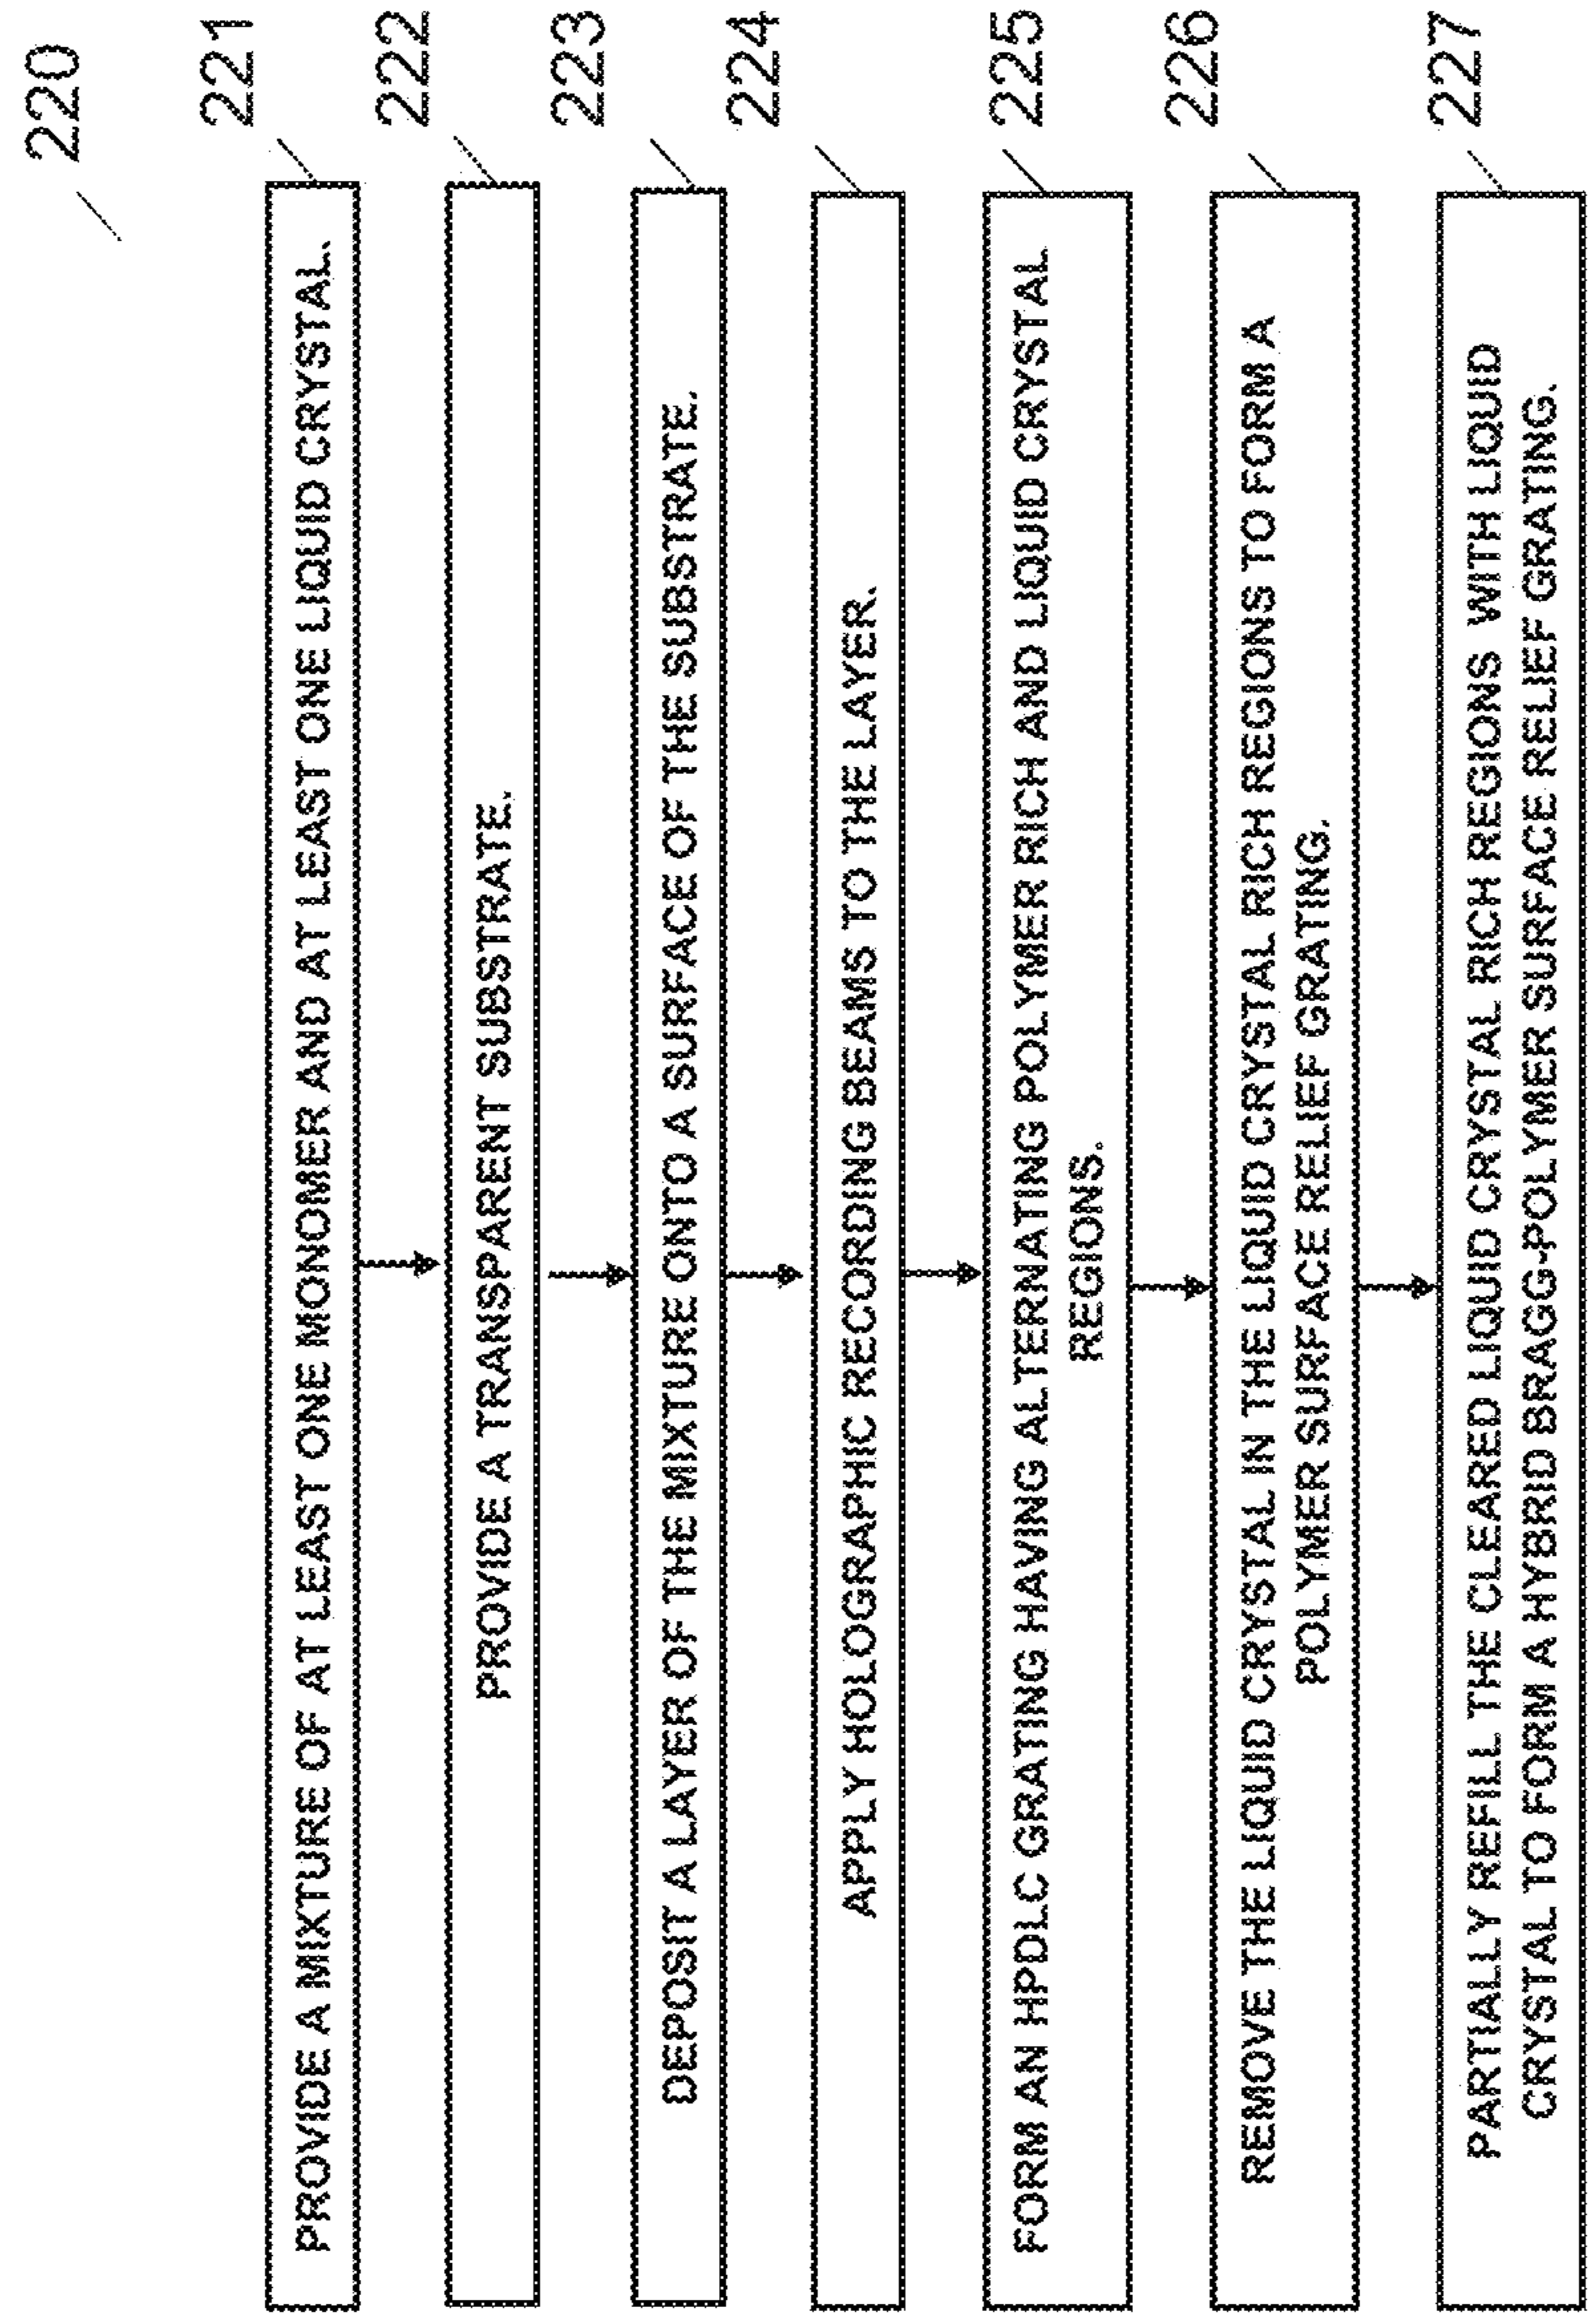 220
221
PROVIDE A MIXTURE OF AT LEAST ONE MONOMER AND AT LEAST ONE LIQUID CRYSTAL.
222
PROVIDE A TRANSPARENT SUBSTRATE.
223
DEPOSIT A LAYER OF THE MIXTURE ONTO A SURFACE OF THE SUBSTRATE.
224
APPLY HOLOGRAPHIC RECORDING BEAMS TO THE LAYER.
225
FORM AN HPDLC GRATING HAVING ALTERNATING POLYMER RICH AND LIQUID CRYSTAL
REGIONS.
226
REMOVE THE LIQUID CRYSTAL IN THE LIQUID CRYSTAL RICH REGIONS TO FORM A
POLYMER SURFACE RELIEF GRATING.
227
PARTIALLY REFILL THE CLEARED LIQUID CRYSTAL RICH REGIONS WITH LIQUID
CRYSTAL TO FORM A HYBRID BRAGG-POLYMER SURFACE RELIEF GRATING.